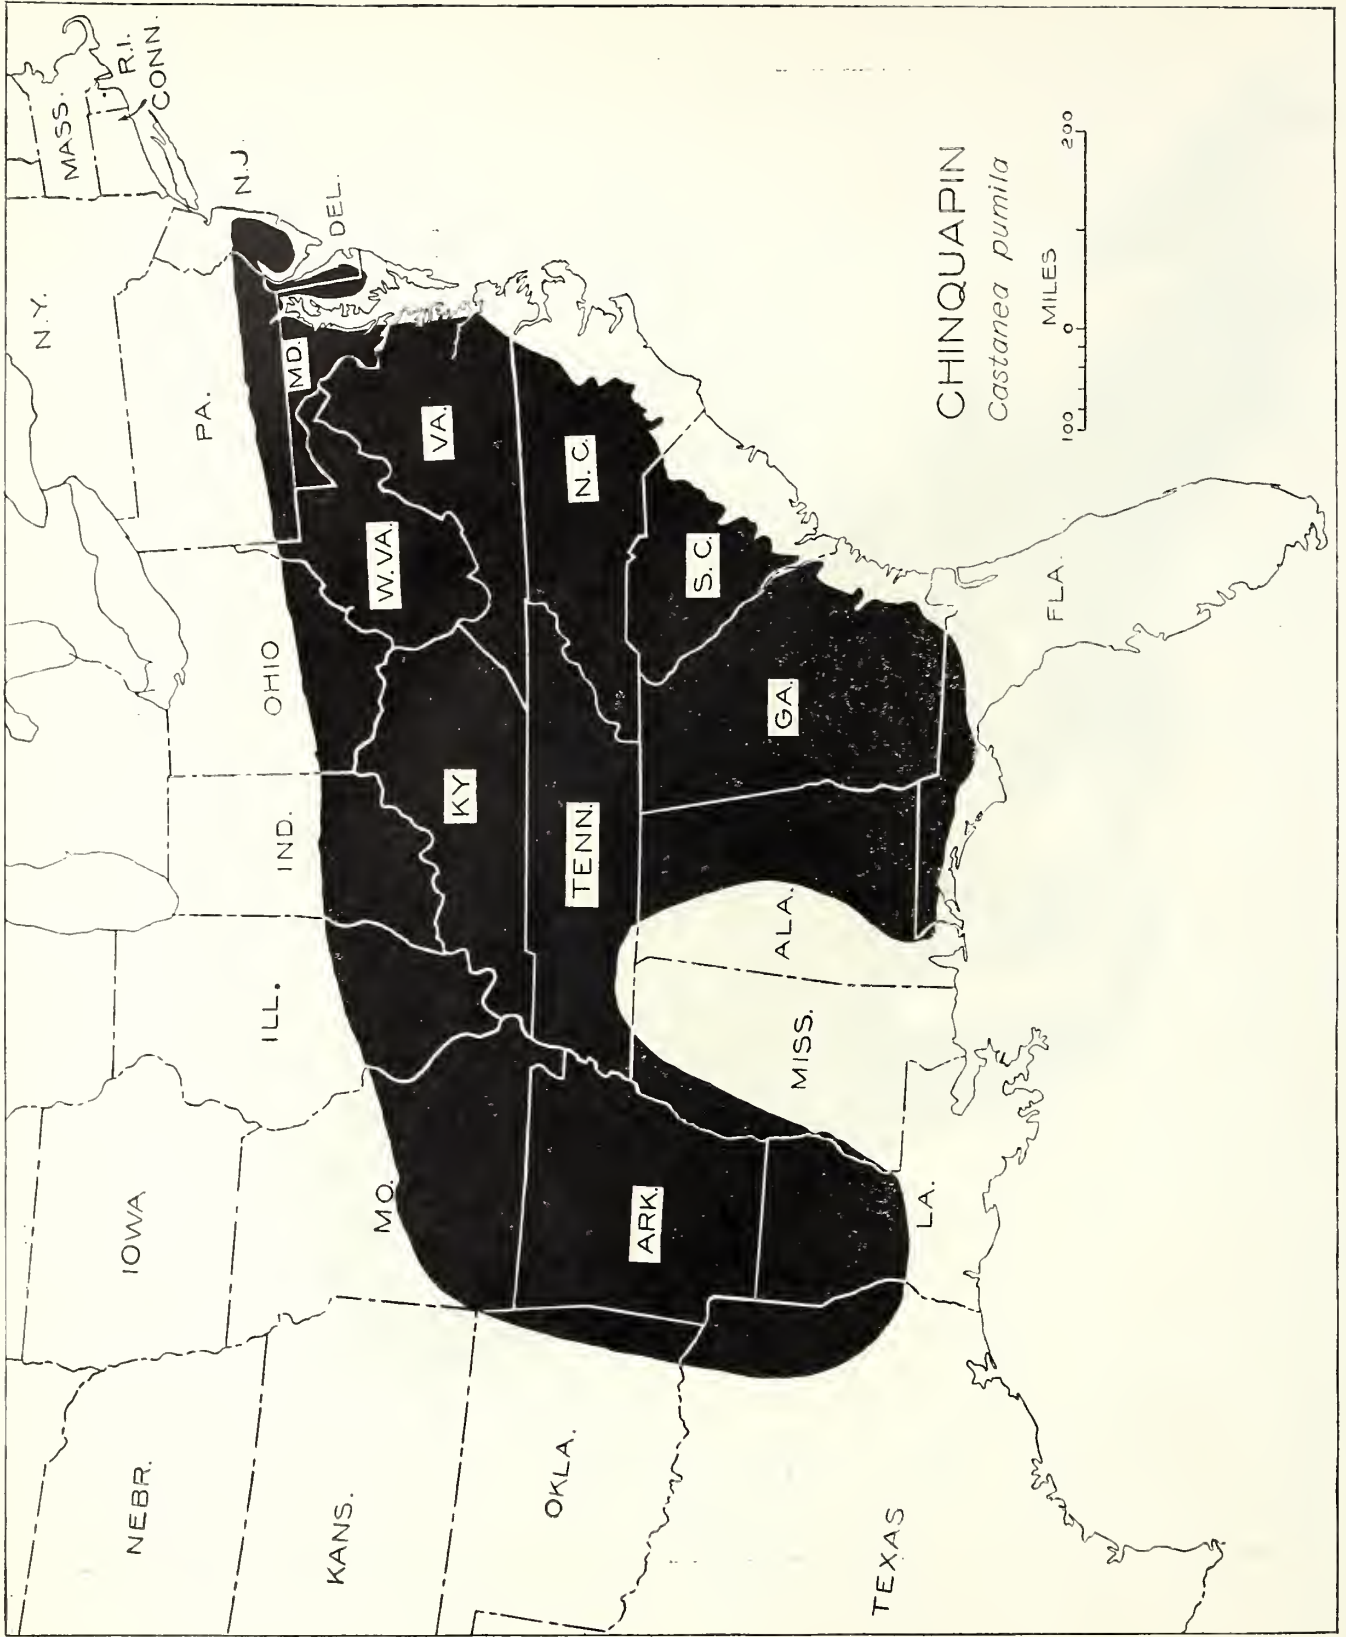 N.Y.
MASS.
R.I.
CONN.
PA.
N.J
DEL.
MD.
OHIO
W.VA.
VA.
IND.
KY
N.C.
ILL.
TENN.
S.C.
IOWA
MO.
GA.
ALA.
MISS.
ARK.
LA.
FLA
NEBR.
KANS.
OKLA.
TEXAS
CHINQUAPIN
Castanea pumila
MILES
100 0 200